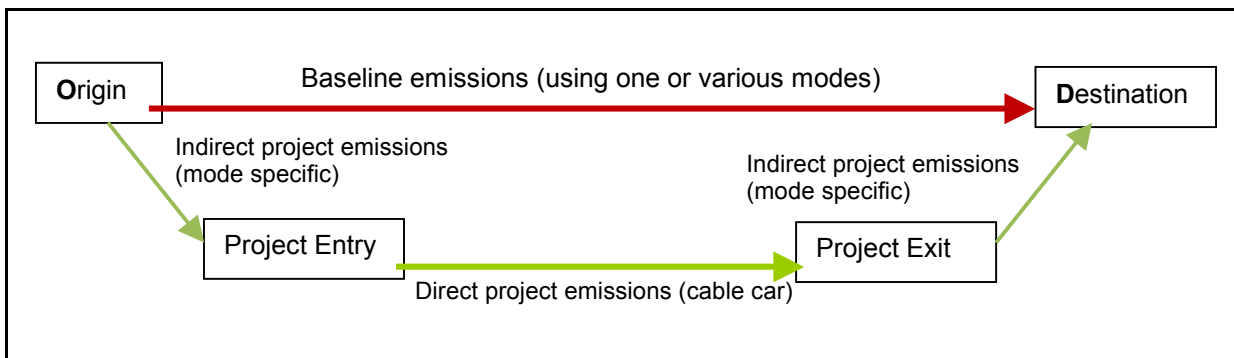 Baseline emissions (using one or various modes)
Origin
Destination
Indirect project emissions
(mode specific)
Indirect project emissions
(mode specific)
Project Entry
Project Exit
Direct project emissions (cable car)